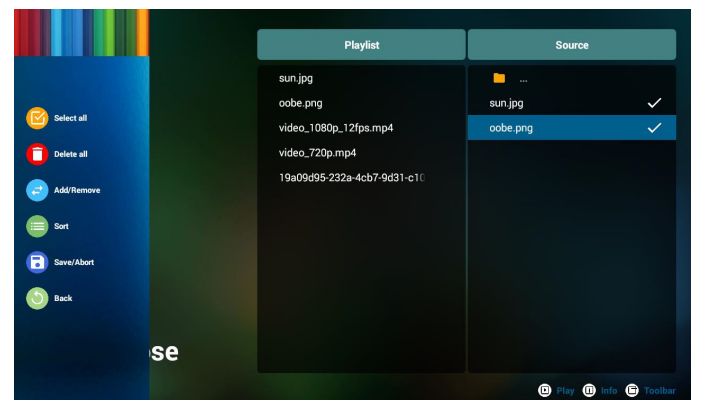 Select all
Delete all
Add/Remove
Sort
Save/Abort
Back
Playlist
sun.jpg
oobe.png
video_1080p_12fps.mp4
video_720p.mp4
19a09d95-232a-4cb7-9d31-c10
Source
...
sun.jpg
oobe.png
ose
Play Info Toolbar